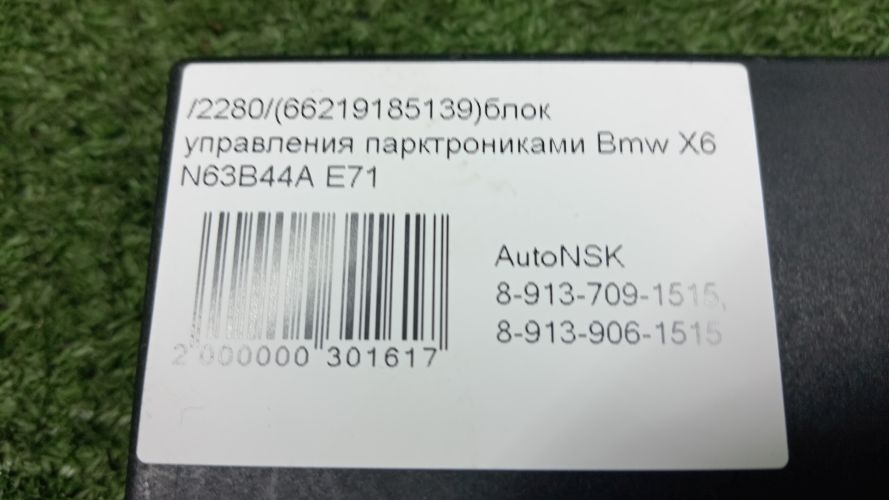 /2280/(66219185139)блок
управления парктрониками Bmw X6
N63B44A E71
AutoNSK
8-913-709-1515,
8-913-906-1515
2 000000 301617